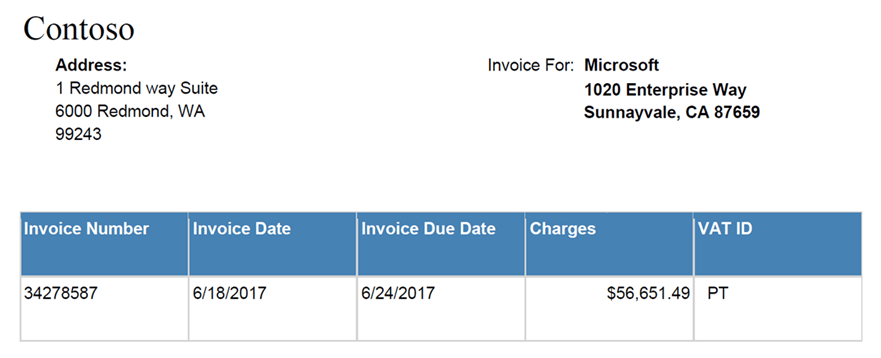 Contoso
Address:
1 Redmond way Suite
6000 Redmond, WA
99243
Invoice For: Microsoft
1020 Enterprise Way
Sunnayvale, CA 87659
Invoice Number Invoice Date Invoice Due Date Charges VAT ID
34278587 6/18/2017 6/24/2017 $56,651.49 PT